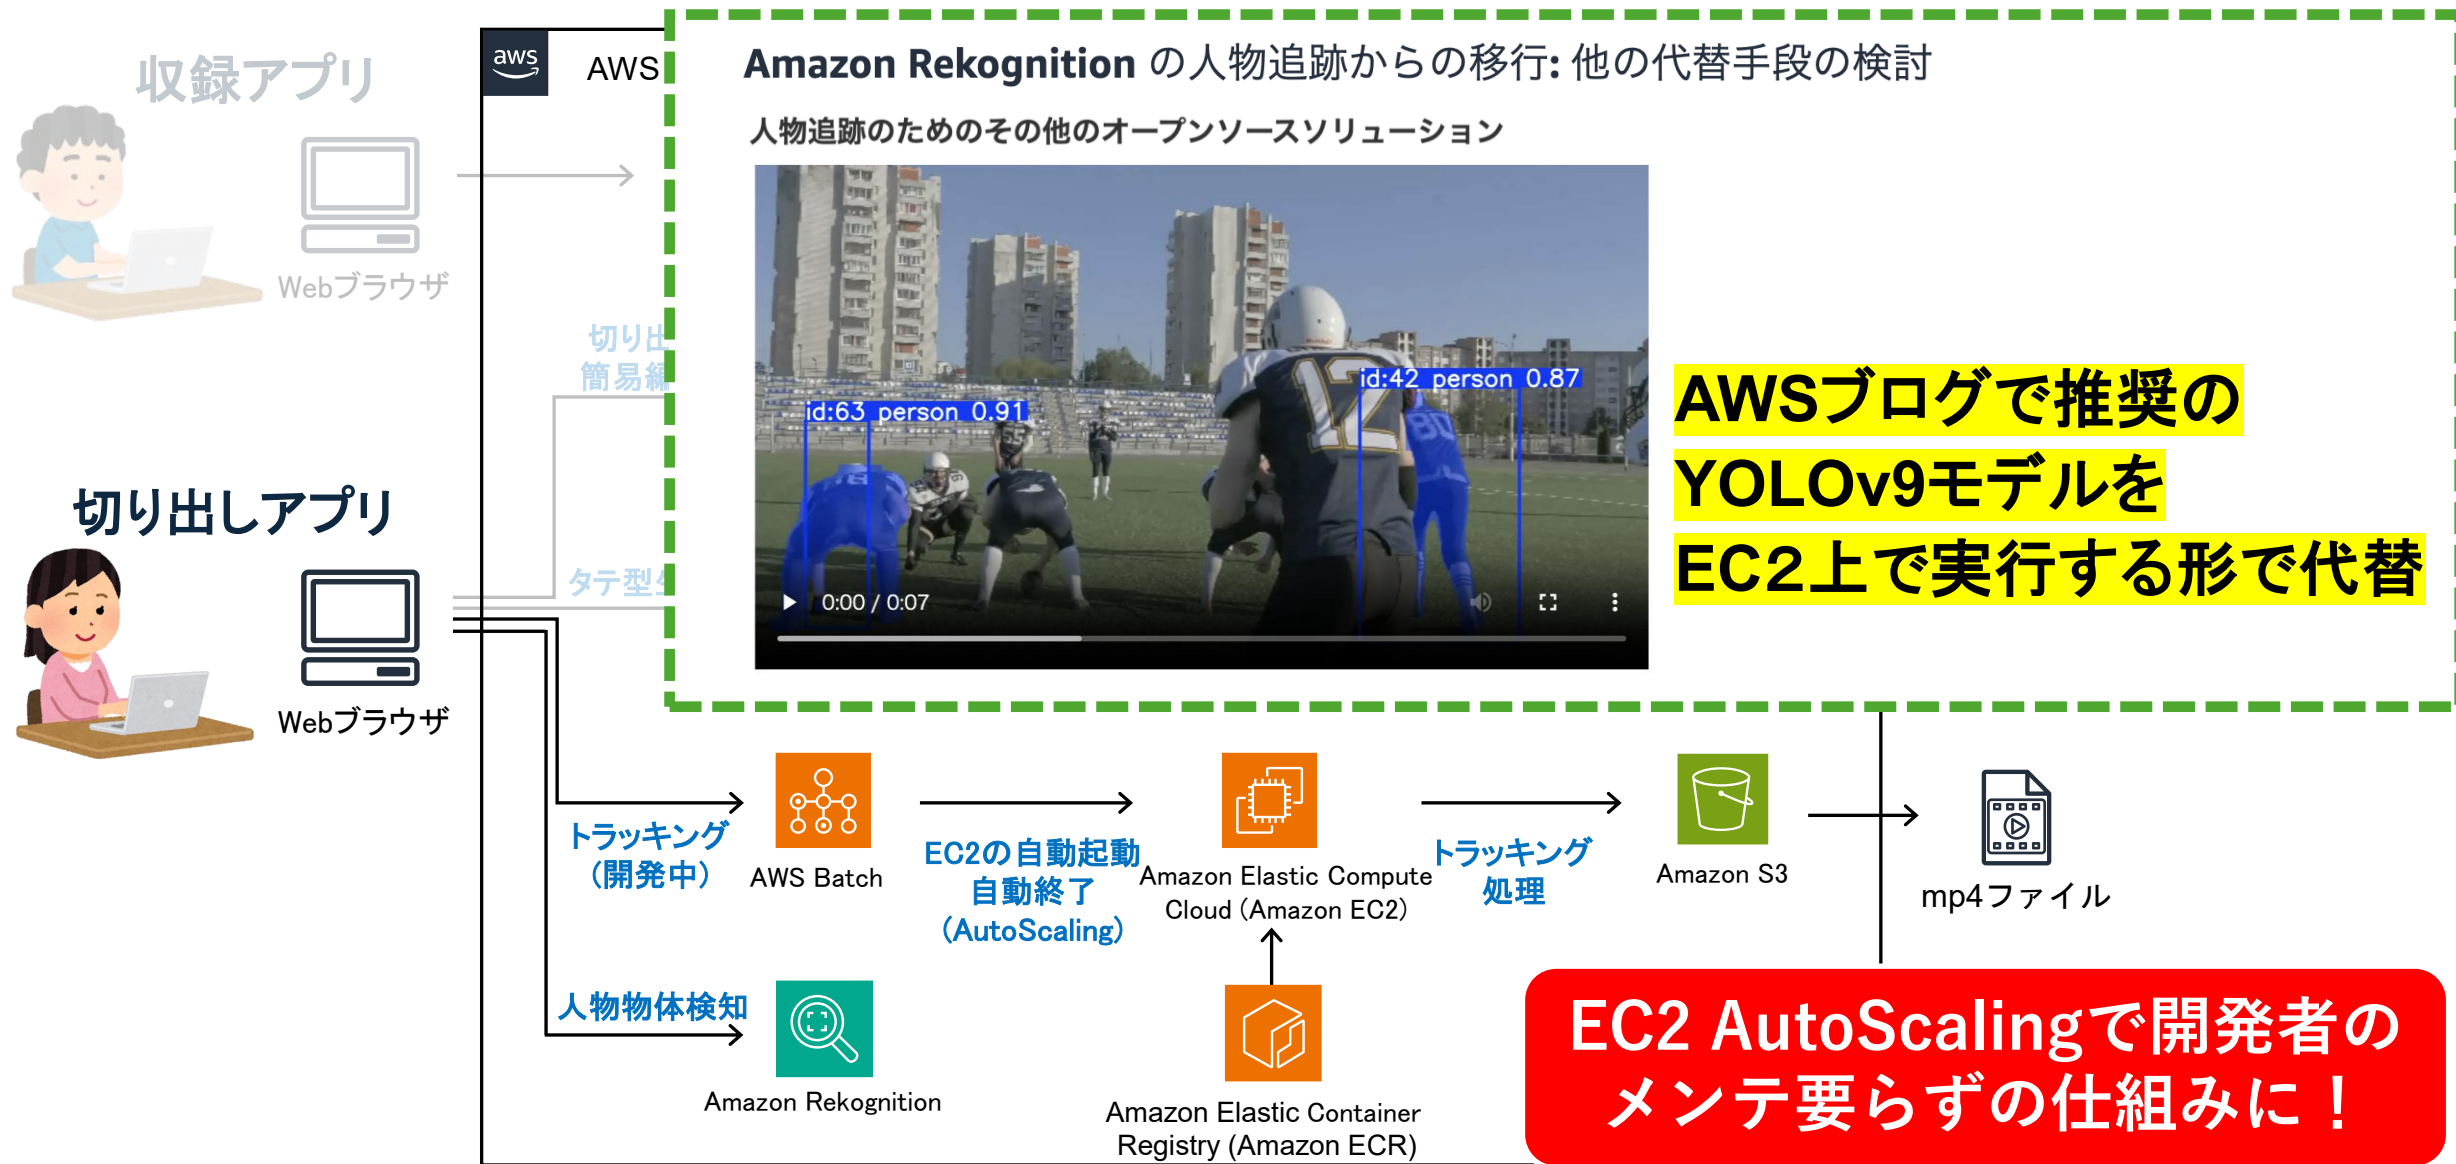 収録アプリ
Webブラウザ
切り出しアプリ
Webブラウザ
aws
AWS
切り出
簡易編
タテ型
Amazon Rekognition の人物追跡からの移行: 他の代替手段の検討
人物追跡のためのその他のオープンソースソリューション
id:63 person 0.91
id:42 person 0.87
12
80
0:00 / 0:07
AWSブログで推奨の
YOLOv9モデルを
EC2上で実行する形で代替
トラッキング
(開発中)
AWS Batch
EC2の自動起動
自動終了
(AutoScaling)
Amazon Elastic Compute
Cloud (Amazon EC2)
トラッキング
処理
Amazon S3
mp4ファイル
人物物体検知
Amazon Rekognition
Amazon Elastic Container
Registry (Amazon ECR)
EC2 AutoScalingで開発者の
メンテ要らずの仕組みに！